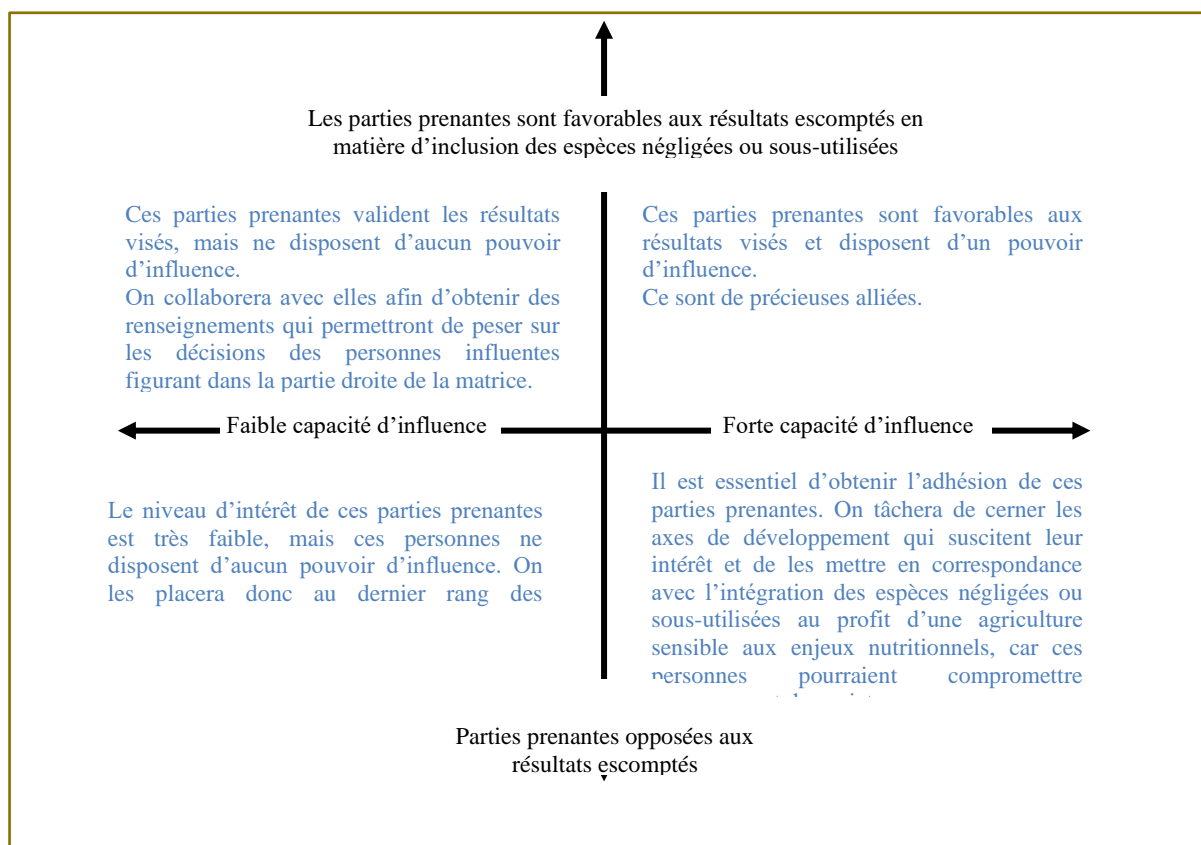 Les parties prenantes sont favorables aux résultats escomptés en
matière d’inclusion des espèces négligées ou sous-utilisées
Ces parties prenantes valident les résultats
visés, mais ne disposent d’aucun pouvoir
d’influence.
On collaborera avec elles afin d’obtenir des
renseignements qui permettront de peser sur
les décisions des personnes influentes
figurant dans la partie droite de la matrice.
Ces parties prenantes sont favorables aux
résultats visés et disposent d’un pouvoir
d’influence.
Ce sont de précieuses alliées.
Faible capacité d’influence
Forte capacité d’influence
Le niveau d’intérêt de ces parties prenantes
est très faible, mais ces personnes ne
disposent d’aucun pouvoir d’influence. On
les placera donc au dernier rang des
Il est essentiel d’obtenir l’adhésion de ces
parties prenantes. On tâchera de cerner les
axes de développement qui suscitent leur
intérêt et de les mettre en correspondance
avec l’intégration des espèces négligées ou
sous-utilisées au profit d’une agriculture
sensible aux enjeux nutritionnels, car ces
personnes pourraient compromettre
Parties prenantes opposées aux
résultats escomptés